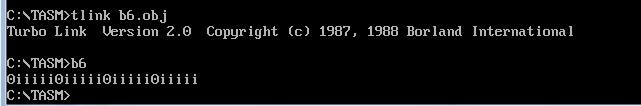 C:\TASM>tlink b6.obj
Turbo Link  Version 2.0  Copyright (c) 1987, 1988 Borland International
C:\TASM>b6
0iiiii0iiiii0iiiii0iiiii
C:\TASM>